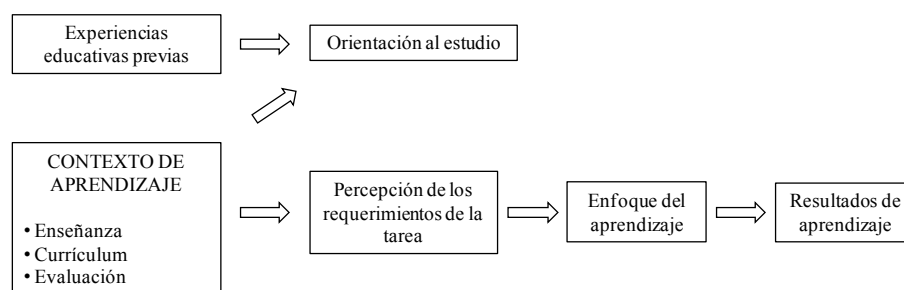 Experiencias
educativas previas
Orientación al estudio
CONTEXTO DE
APRENDIZAJE
• Enseñanza
• Currículum
• Evaluación
Percepción de los
requerimientos de la
tarea
Enfoque del
aprendizaje
Resultados de
aprendizaje